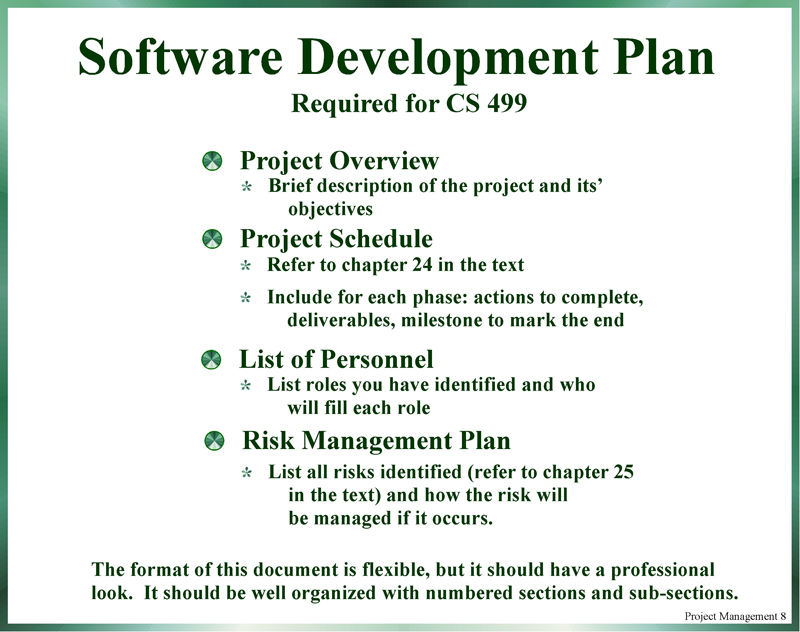 Software Development Plan
Required for CS 499
Project Overview
* Brief description of the project and its’
objectives
Project Schedule
* Refer to chapter 24 in the text
* Include for each phase: actions to complete,
deliverables, milestone to mark the end
List of Personnel
* List roles you have identified and who
will fill each role
Risk Management Plan
* List all risks identified (refer to chapter 25
in the text) and how the risk will
be managed if it occurs.
The format of this document is flexible, but it should have a professional
look.  It should be well organized with numbered sections and sub-sections.
Project Management 8